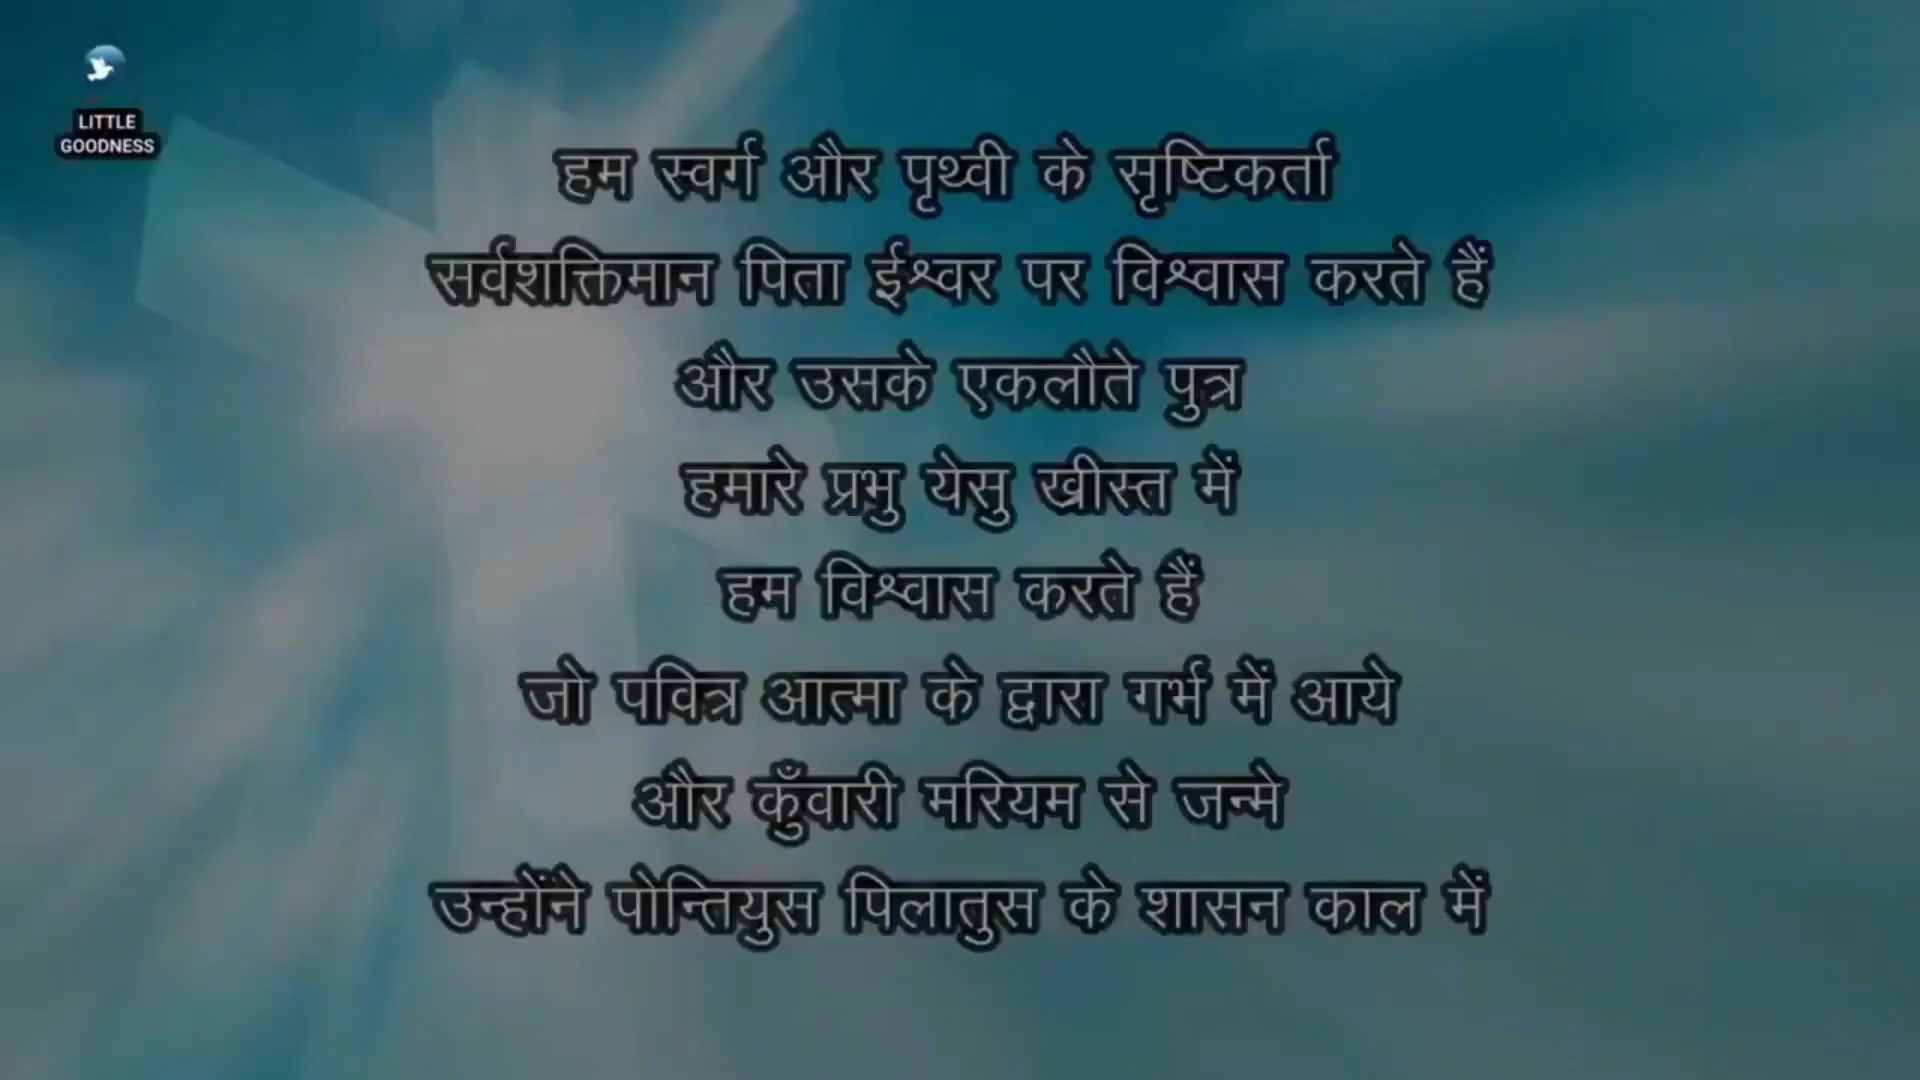 LITTLE
GOODNESS
हम स्वर्ग और पृथ्वी के सृष्टिकर्ता
सर्वशक्तिमान पिता ईश्वर पर विश्वास करते हैं
और उसके एकलौते पुत्र
हमारे प्रभु येसु ख्रीस्त में
हम विश्वास करते हैं
जो पवित्र आत्मा के द्वारा गर्भ में आये
और कुँवारी मरियम से जन्मे
उन्होंने पोन्तियुस पिलातुस के शासन काल में